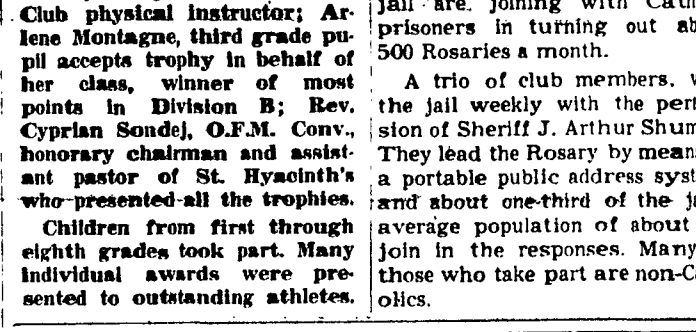 Club physical instructor; Ar-
lene Montagne, third grade pu-
pil accepts trophy in behalf of
her class, winner of most
points in Division B; Rev.
Cyprian Sondej, O.F.M. Conv.,
honorary chairman and assist-
ant pastor of St. Hyacinth's
who presented all the trophies.
Children from first through
eighth grades took part. Many
individual awards were pre-
sented to outstanding athletes.
jail are joining with Cath
prisoners in turning out ab
500 Rosaries a month.
A trio of club members,
the jail weekly with the per
sion of Sheriff J. Arthur Shum
They lead the Rosary by mean
a portable public address syst
and about one-third of the j
average population of about
join in the responses. Many
those who take part are non-C
olics.